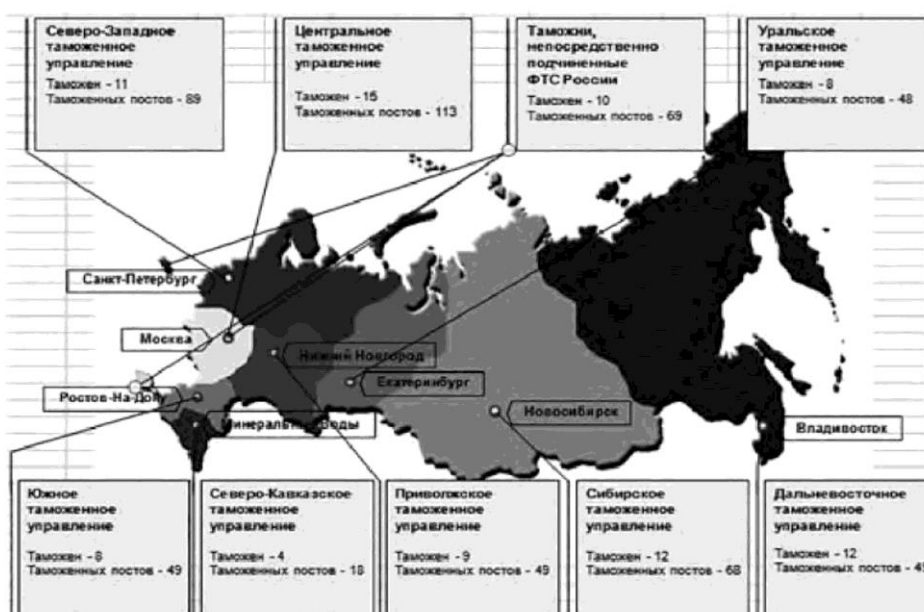 Северо-Западное
таможенное
управление
Таможен - 11
Таможенных постов - 89
Центральное
таможенное
управление
Таможен - 15
Таможенных постов - 113
Таможни,
непосредственно
подчиненные
ФТС России
Таможен - 10
Таможенных постов - 69
Уральское
таможенное
управление
Таможен - 8
Таможенных постов - 48
Санкт-Петербург
Москва
Нижний Новгород
Екатеринбург
Ростов-На-Дону
Минеральные Воды
Новосибирск
Владивосток
Южное
таможенное
управление
Таможен - 8
Таможенных постов - 49
Северо-Кавказское
таможенное
управление
Таможен - 4
Таможенных постов - 18
Приволжское
таможенное
управление
Таможен - 9
Таможенных постов - 49
Сибирское
таможенное
управление
Таможен - 12
Таможенных постов - 68
Дальневосточное
таможенное
управление
Таможен - 12
Таможенных постов -